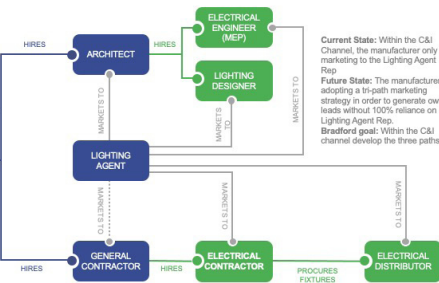 ELECTRICAL
ENGINEER
(MEP)
HIRES
ARCHITECT
HIRES
LIGHTING
DESIGNER
MARKETS TO
MARKETS
TO
MARKETS TO
Current State: Within the C&I
Channel, the manufacturer only
marketing to the Lighting Agent
Rep
Future State: The manufacturer
adopting a tri-path marketing
strategy in order to generate ow
leads without 100% reliance on
Lighting Agent Rep.
Bradford goal: Within the C&I
channel develop the three paths
LIGHTING
AGENT
MARKETS TO
MARKETS TO
MARKETS TO
HIRES
GENERAL
CONTRACTOR
HIRES
ELECTRICAL
CONTRACTOR
PROCURES
FIXTURES
ELECTRICAL
DISTRIBUTOR